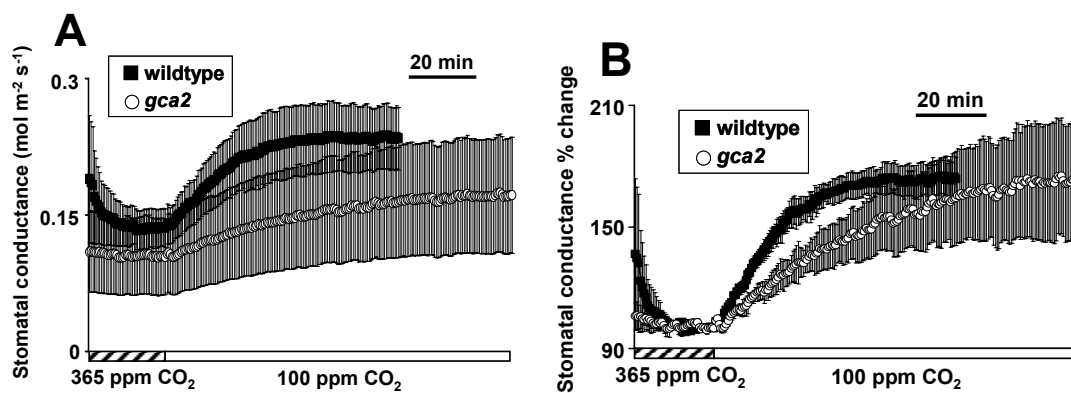 A
20 min
wildtype
gca2
Stomatal conductance (mol m⁻² s⁻¹)
0.3
0.15
0
365 ppm CO₂
100 ppm CO₂
B
20 min
wildtype
gca2
Stomatal conductance % change
210
150
90
365 ppm CO₂
100 ppm CO₂